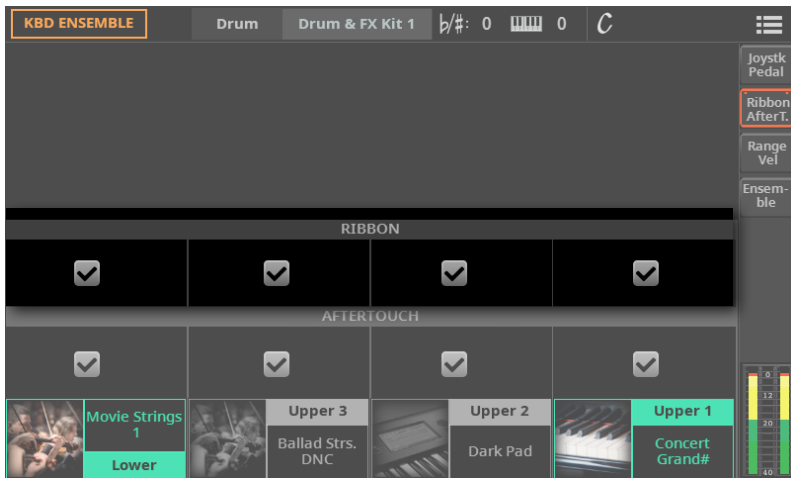 KBD ENSEMBLE Drum Drum & FX Kit 1 ♭/#: 0 0 C
Joystk
Pedal
Ribbon
AfterT.
Range
Vel
Ensem-
ble
RIBBON
AFTERTOUCH
Movie Strings
1
Lower
Upper 3
Ballad Strs.
DNC
Upper 2
Dark Pad
Upper 1
Concert
Grand#
0
12
20
40